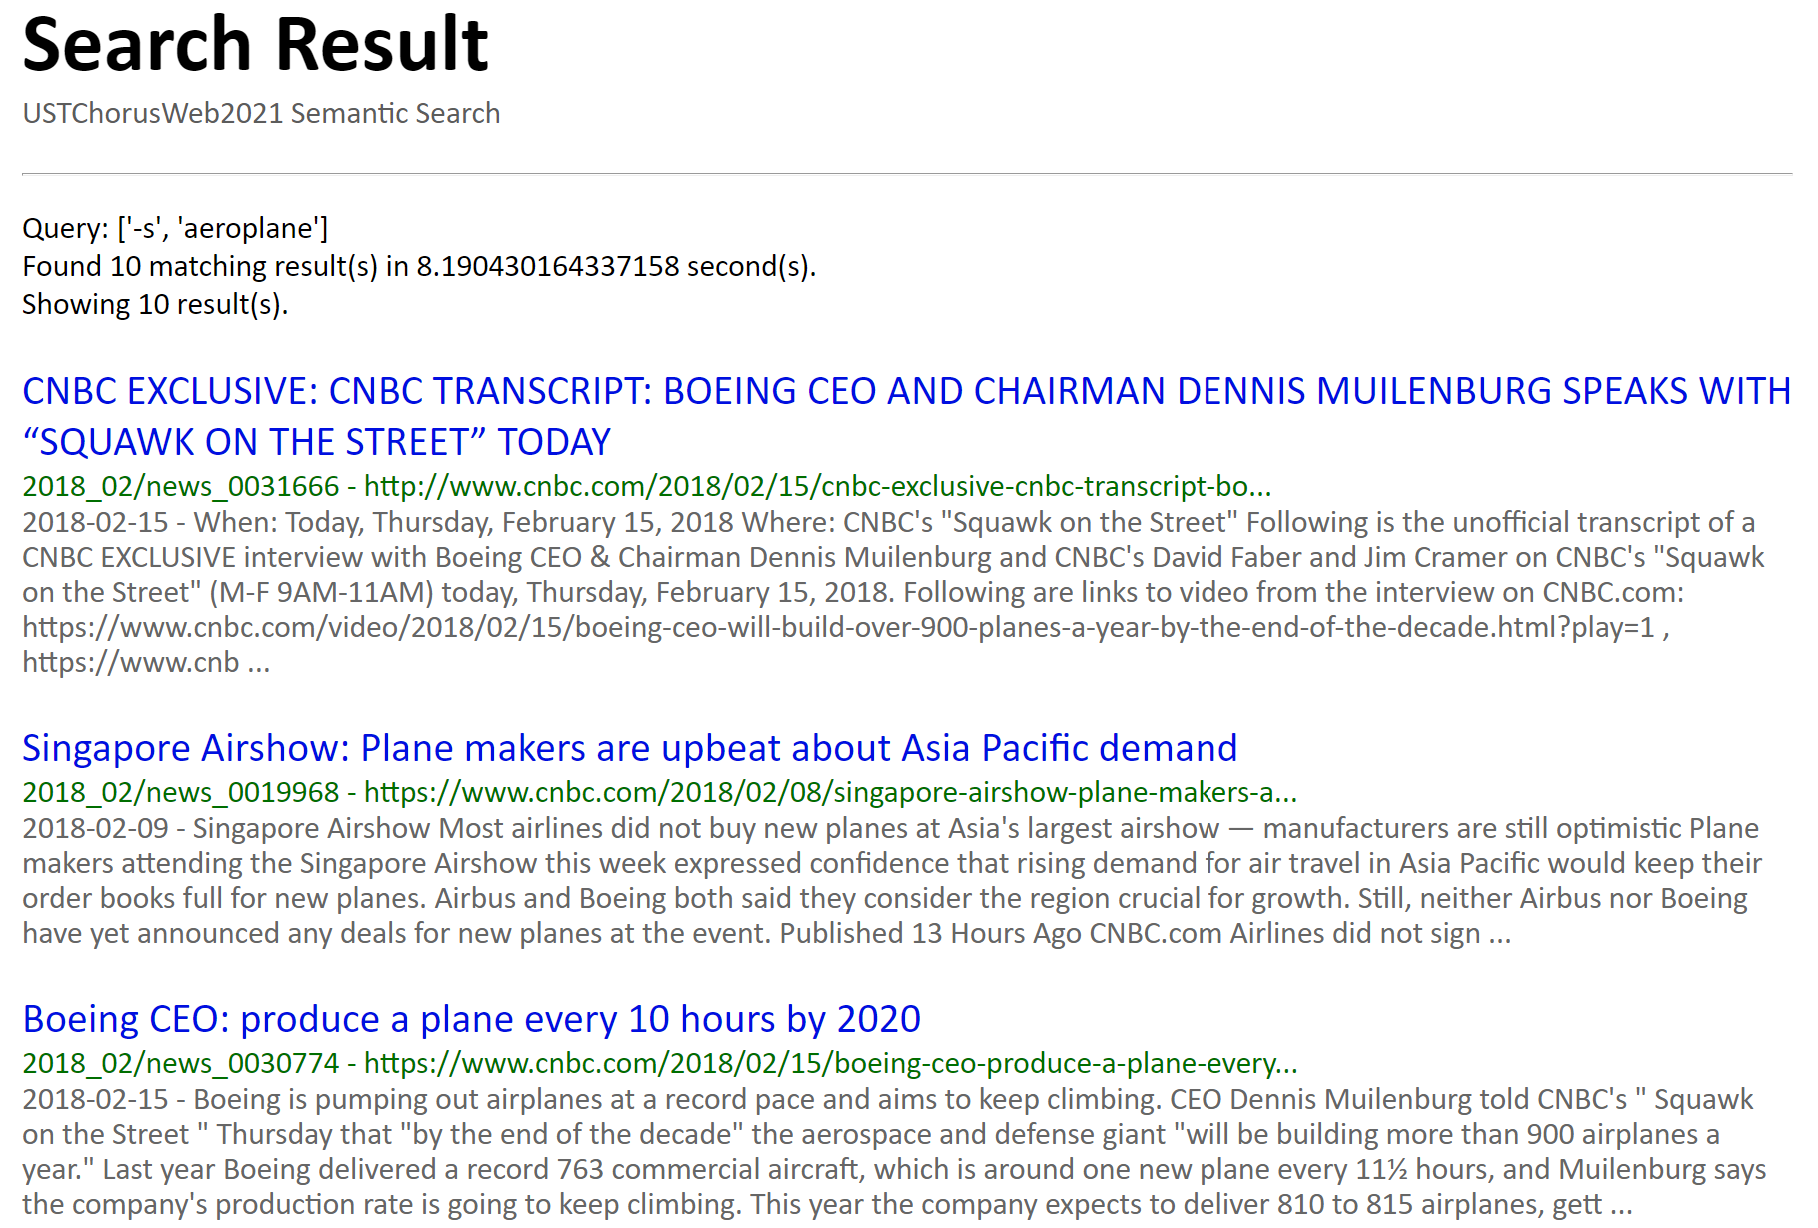 Search Result
USTChorusWeb2021 Semantic Search
Query: ['-s', 'aeroplane']
Found 10 matching result(s) in 8.190430164337158 second(s).
Showing 10 result(s).
CNBC EXCLUSIVE: CNBC TRANSCRIPT: BOEING CEO AND CHAIRMAN DENNIS MUILENBURG SPEAKS WITH
“SQUAWK ON THE STREET” TODAY
2018_02/news_0031666 - http://www.cnbc.com/2018/02/15/cnbc-exclusive-cnbc-transcript-bo...
2018-02-15 - When: Today, Thursday, February 15, 2018 Where: CNBC's "Squawk on the Street" Following is the unofficial transcript of a
CNBC EXCLUSIVE interview with Boeing CEO & Chairman Dennis Muilenburg and CNBC's David Faber and Jim Cramer on CNBC's "Squawk
on the Street" (M-F 9AM-11AM) today, Thursday, February 15, 2018. Following are links to video from the interview on CNBC.com:
https://www.cnbc.com/video/2018/02/15/boeing-ceo-will-build-over-900-planes-a-year-by-the-end-of-the-decade.html?play=1 ,
https://www.cnb ...
Singapore Airshow: Plane makers are upbeat about Asia Pacific demand
2018_02/news_0019968 - https://www.cnbc.com/2018/02/08/singapore-airshow-plane-makers-a...
2018-02-09 - Singapore Airshow Most airlines did not buy new planes at Asia's largest airshow — manufacturers are still optimistic Plane
makers attending the Singapore Airshow this week expressed confidence that rising demand for air travel in Asia Pacific would keep their
order books full for new planes. Airbus and Boeing both said they consider the region crucial for growth. Still, neither Airbus nor Boeing
have yet announced any deals for new planes at the event. Published 13 Hours Ago CNBC.com Airlines did not sign ...
Boeing CEO: produce a plane every 10 hours by 2020
2018_02/news_0030774 - https://www.cnbc.com/2018/02/15/boeing-ceo-produce-a-plane-every...
2018-02-15 - Boeing is pumping out airplanes at a record pace and aims to keep climbing. CEO Dennis Muilenburg told CNBC's " Squawk
on the Street " Thursday that "by the end of the decade" the aerospace and defense giant "will be building more than 900 airplanes a
year." Last year Boeing delivered a record 763 commercial aircraft, which is around one new plane every 11½ hours, and Muilenburg says
the company's production rate is going to keep climbing. This year the company expects to deliver 810 to 815 airplanes, gett ...